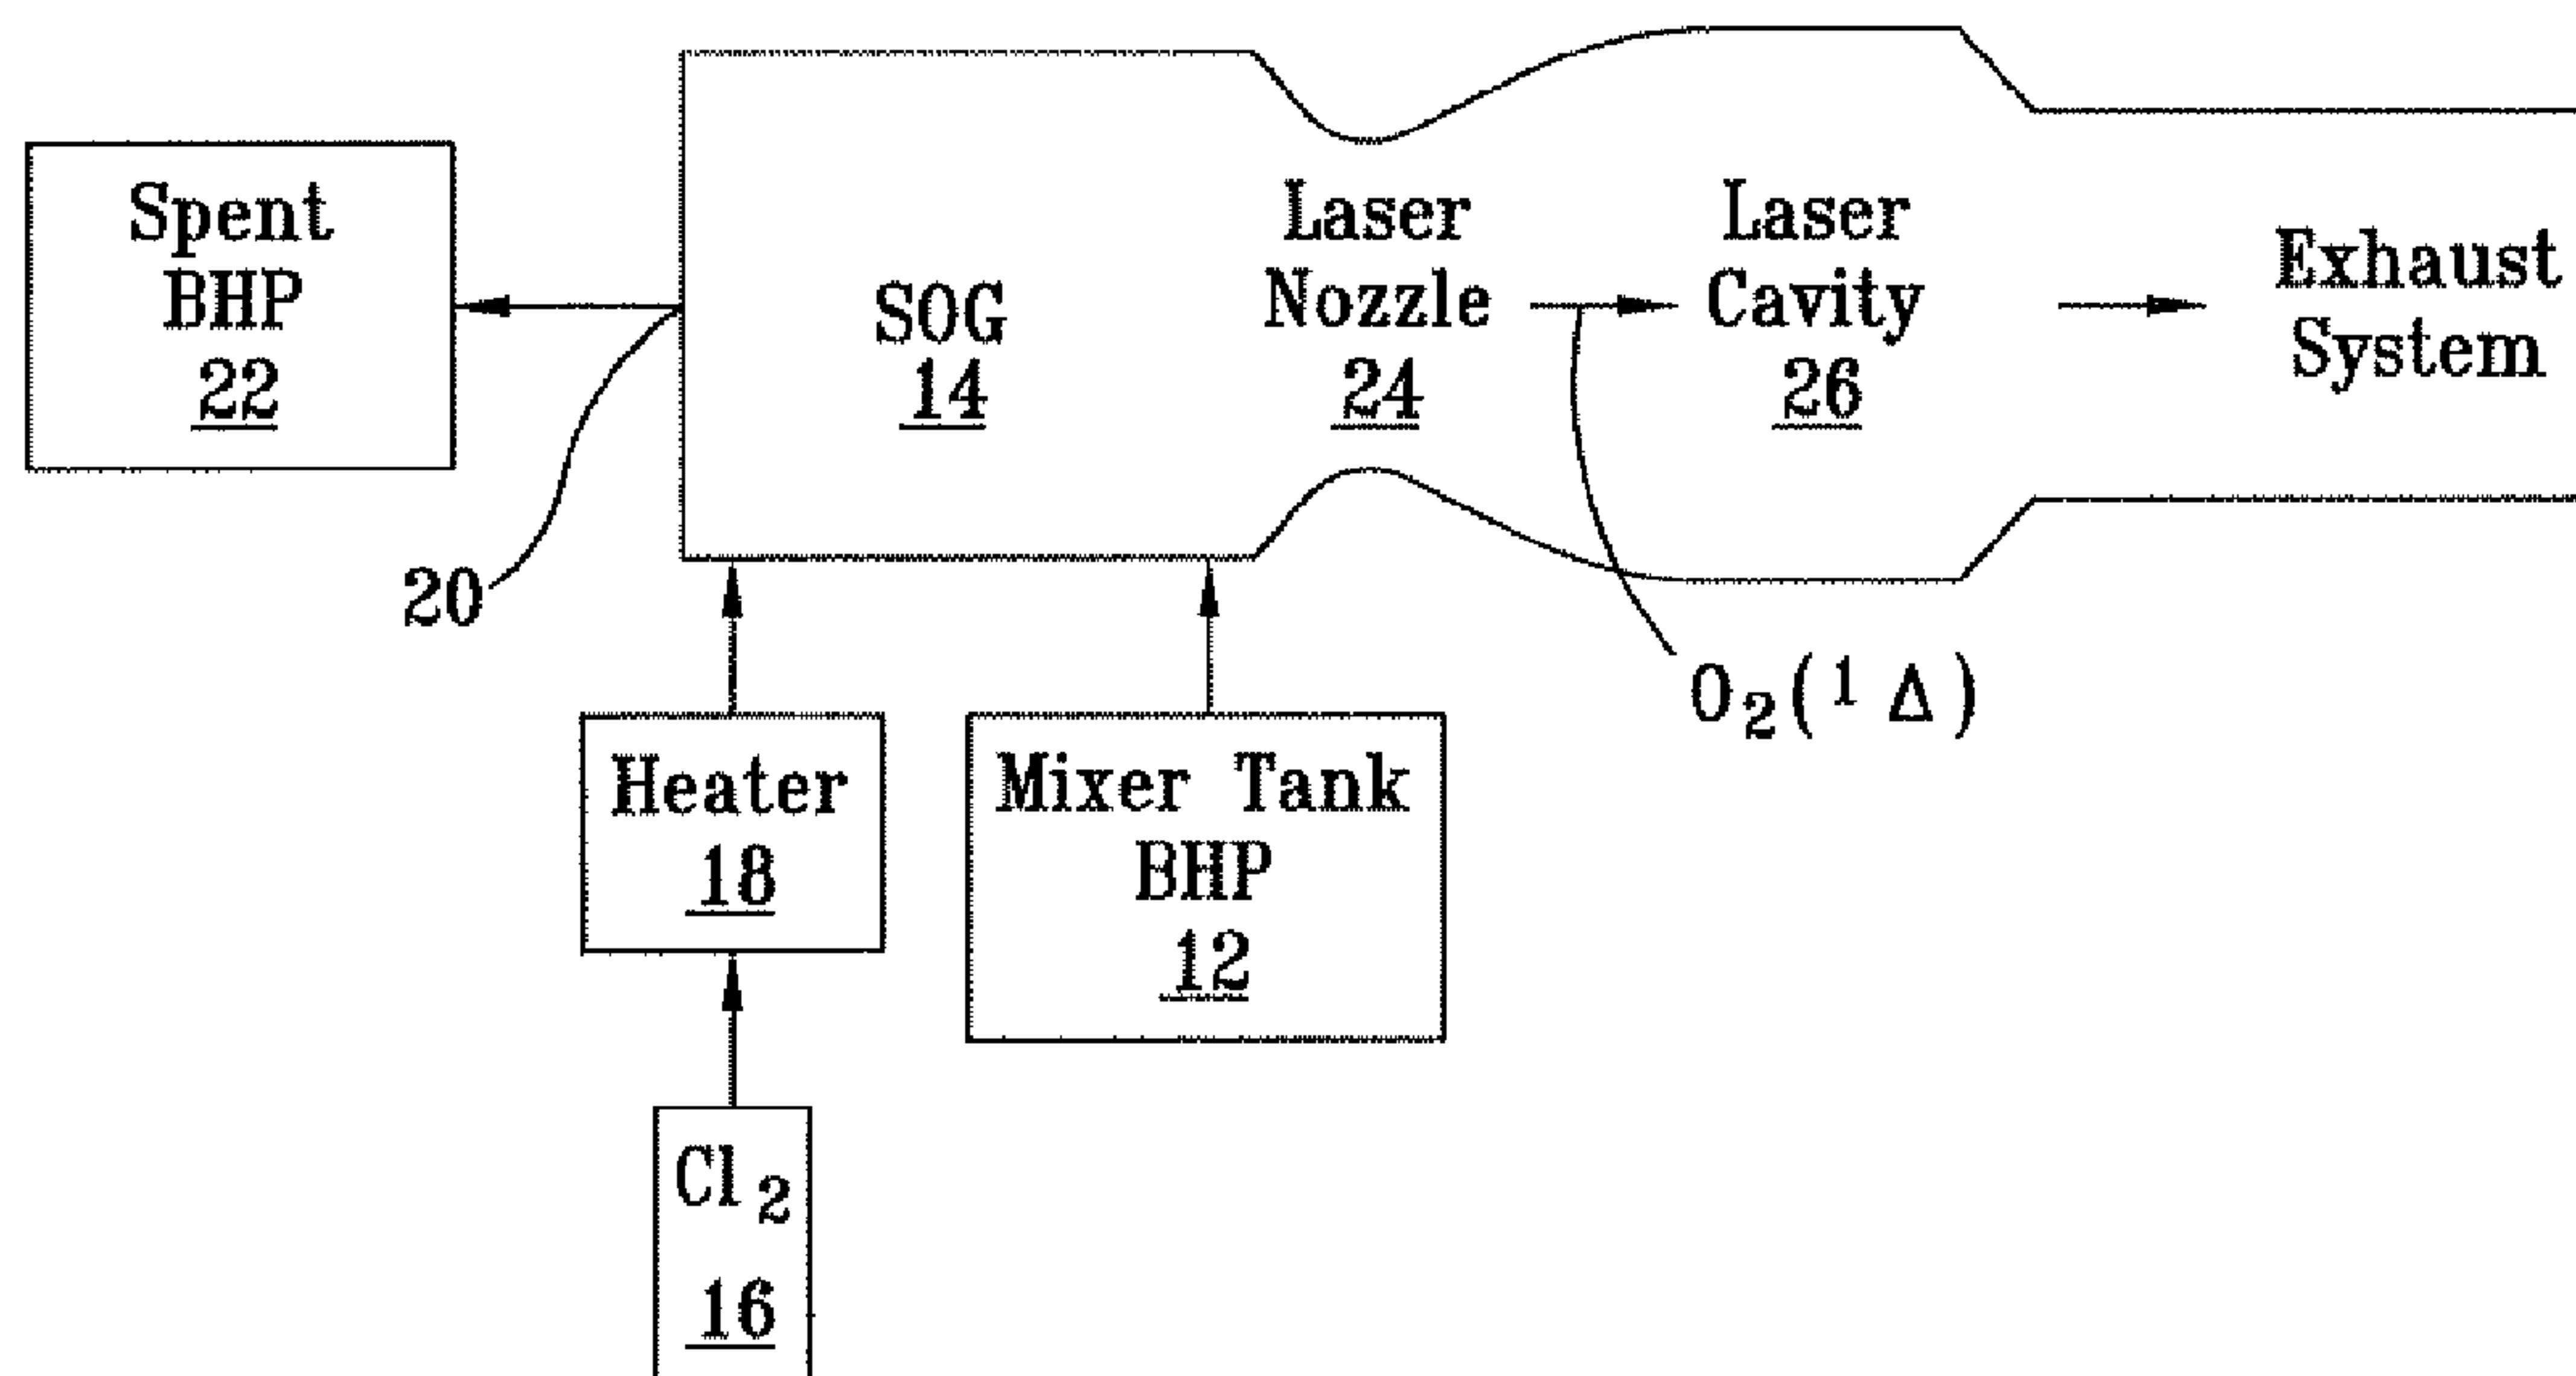 Spent
BHP
22
SOG
14
Laser
Nozzle
24
Laser
Cavity
26
Exhaust
System
20
O₂(¹ Δ)
Heater
18
Mixer Tank
BHP
12
Cl₂
16